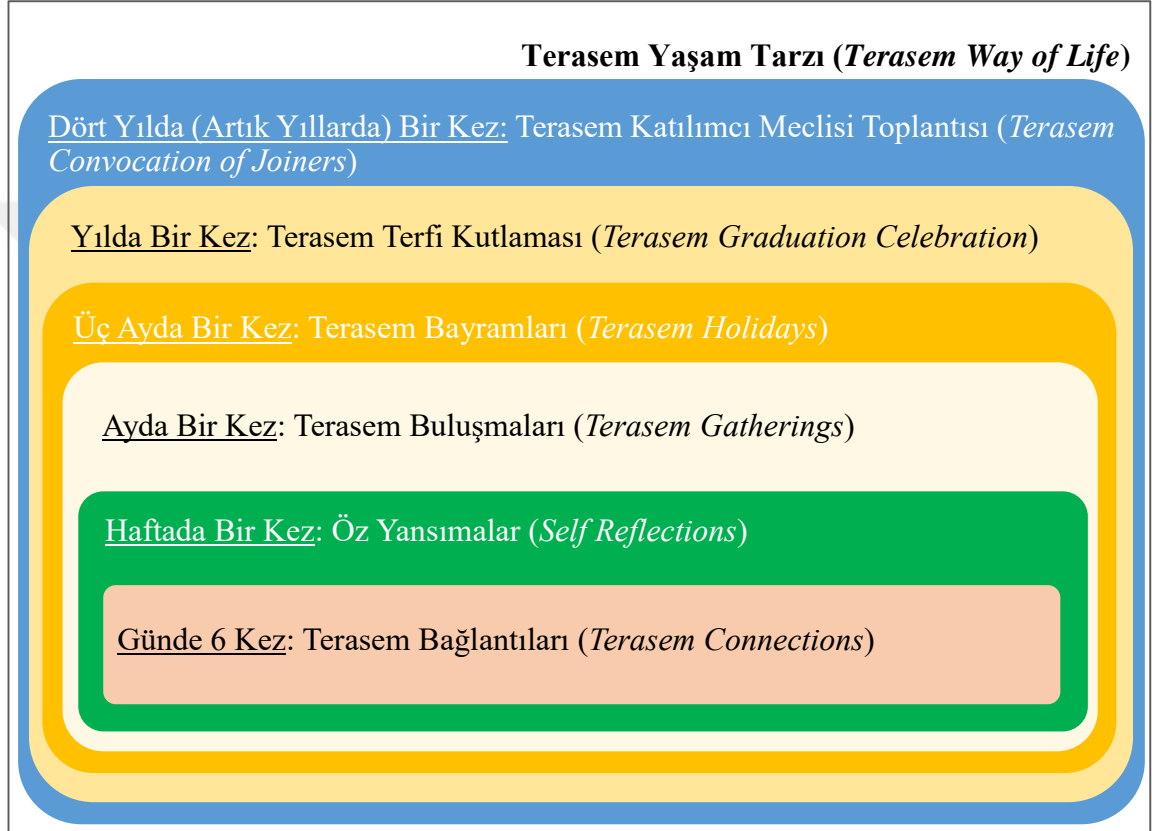 Terasem Yaşam Tarzı (Terasem Way of Life)
Dört Yılda (Artık Yıllarda) Bir Kez: Terasem Katılımcı Meclisi Toplantısı (Terasem
Convocation of Joiners)
Yılda Bir Kez: Terasem Terfi Kutlaması (Terasem Graduation Celebration)
Üç Ayda Bir Kez: Terasem Bayramları (Terasem Holidays)
Ayda Bir Kez: Terasem Buluşmaları (Terasem Gatherings)
Haftada Bir Kez: Öz Yansımalar (Self Reflections)
Günde 6 Kez: Terasem Bağlantıları (Terasem Connections)